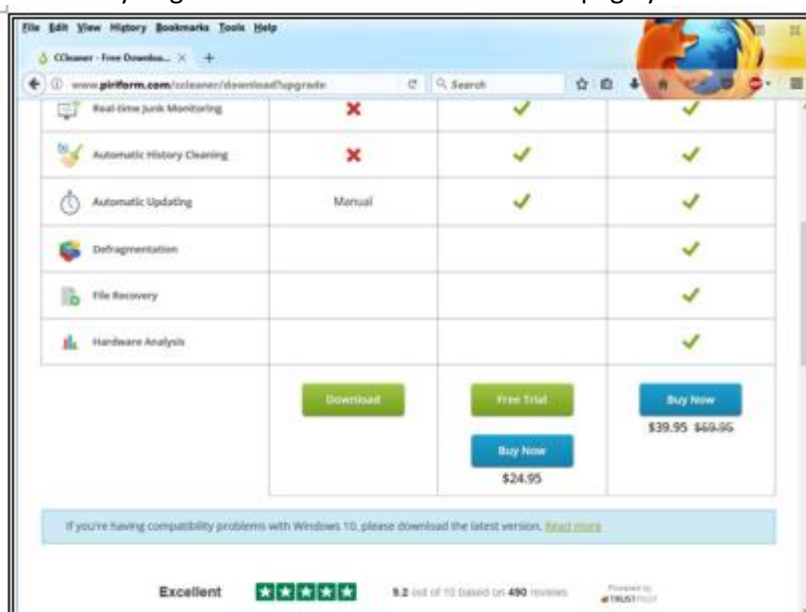 File Edit View History Bookmarks Tools Help
CCleaner - Free Downloa...
www.piriform.com/ccleaner/download?upgrade
Search
Real-time Junk Monitoring
Automatic History Cleaning
Automatic Updating Manual
Defragmentation
File Recovery
Hardware Analysis
Download Free Trial Buy Now
$39.95 $69.95
Buy Now
$24.95
If you're having compatibility problems with Windows 10, please download the latest version. Read more
Excellent 9.2 out of 10 based on 490 reviews
Powered by
TRUSTPILOT